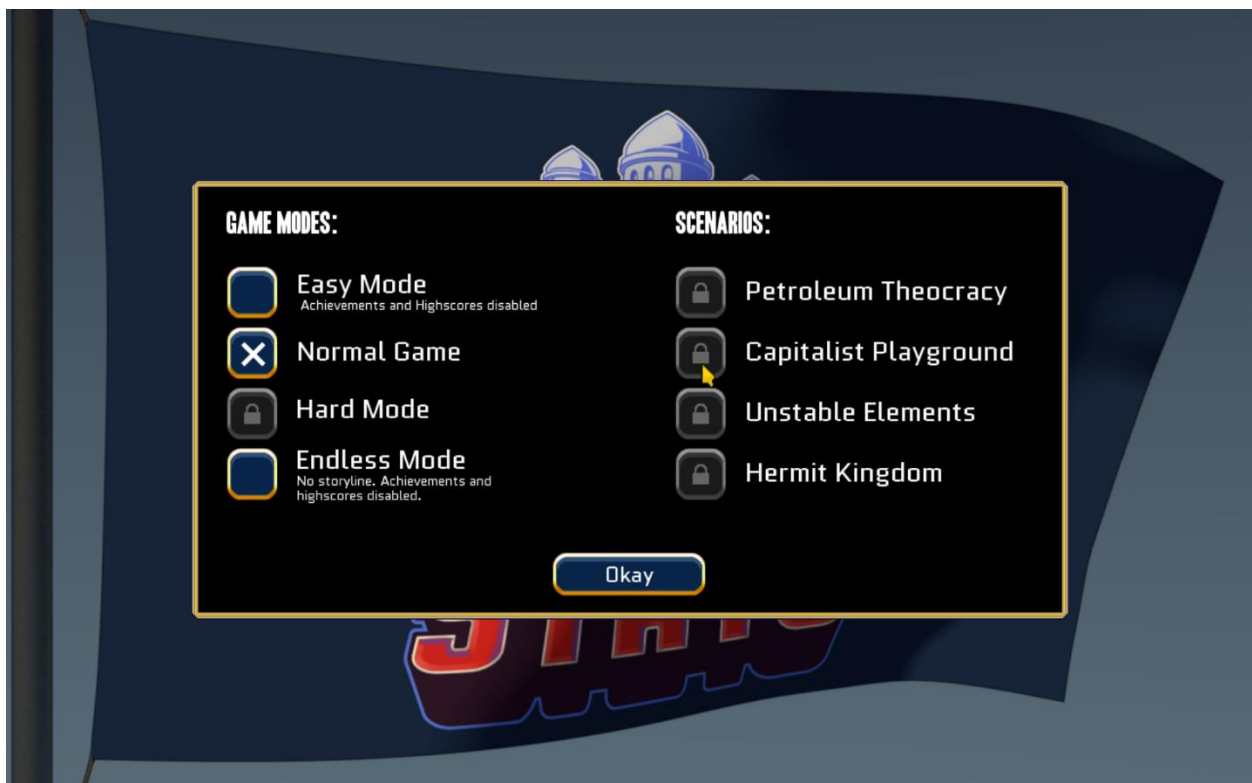 GAME MODES:
Easy Mode
Achievements and Highscores disabled
Normal Game
Hard Mode
Endless Mode
No storyline. Achievements and
highscores disabled.
SCENARIOS:
Petroleum Theocracy
Capitalist Playground
Unstable Elements
Hermit Kingdom
Okay